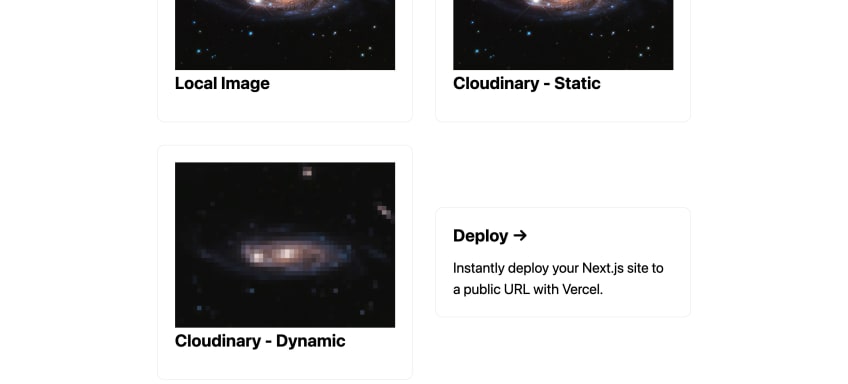 Local Image
Cloudinary - Static
Cloudinary - Dynamic
Deploy →
Instantly deploy your Next.js site to
a public URL with Vercel.